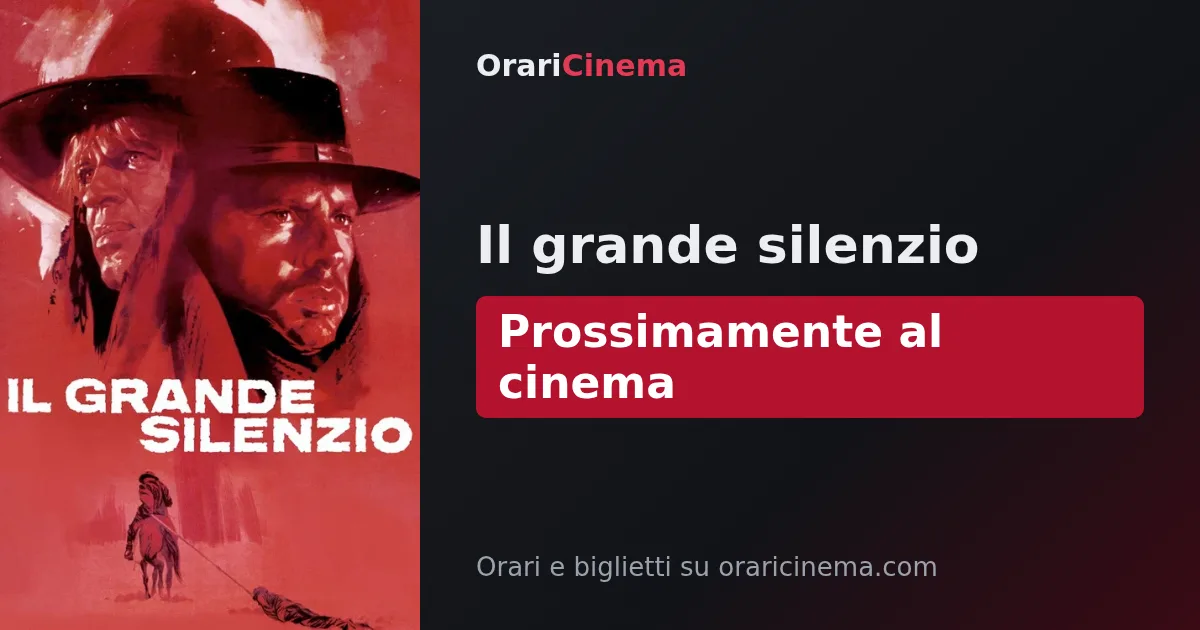 IL GRANDE
SILENZIO
OrariCinema
Il grande silenzio
Prossimamente al
cinema
Orari e biglietti su oraricinema.com